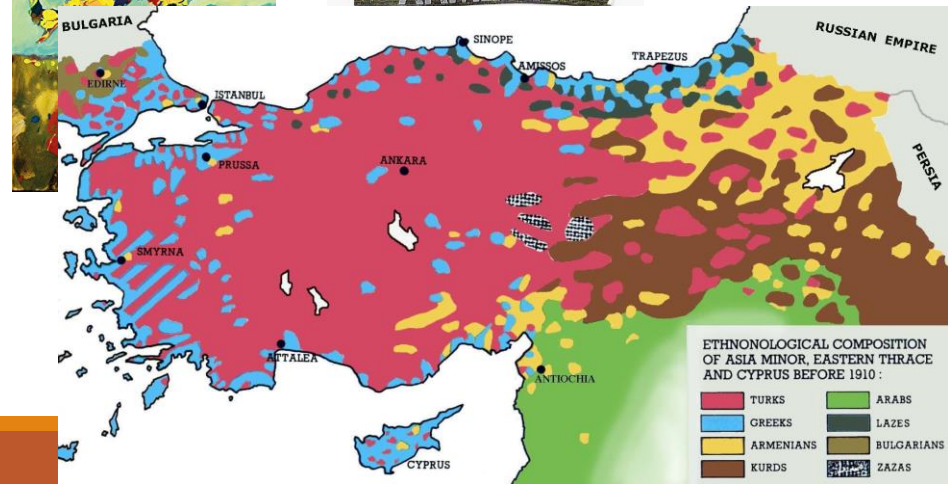 BULGARIA
SINOPE
RUSSIAN EMPIRE
TRAPEZUS
AMISSOS
EDIRNE
ISTANBUL
PERSIA
PRUSSA
ANKARA
SMYRNA
ATTALEA
ANTIOCHIA
CYPRUS
ETHNONOLOGICAL COMPOSITION
OF ASIA MINOR, EASTERN THRACE
AND CYPRUS BEFORE 1910 :
TURKS
GREEKS
ARMENIANS
KURDS
ARABS
LAZES
BULGARIANS
ZAZAS